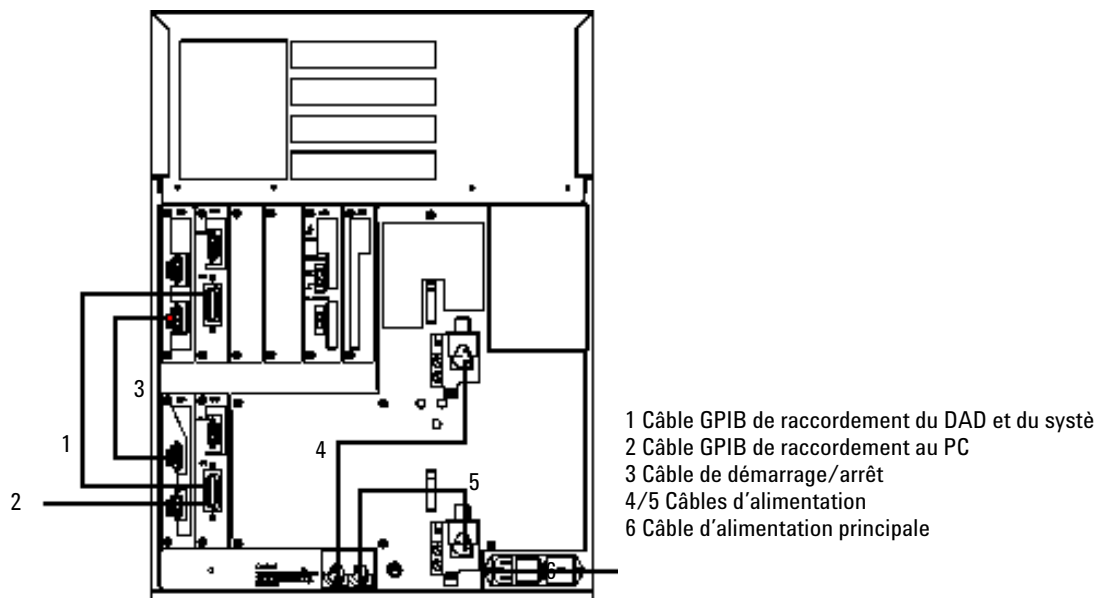 3
1
2
4
5
6
1 Câble GPIB de raccordement du DAD et du systè
2 Câble GPIB de raccordement au PC
3 Câble de démarrage/arrêt
4/5 Câbles d’alimentation
6 Câble d’alimentation principale